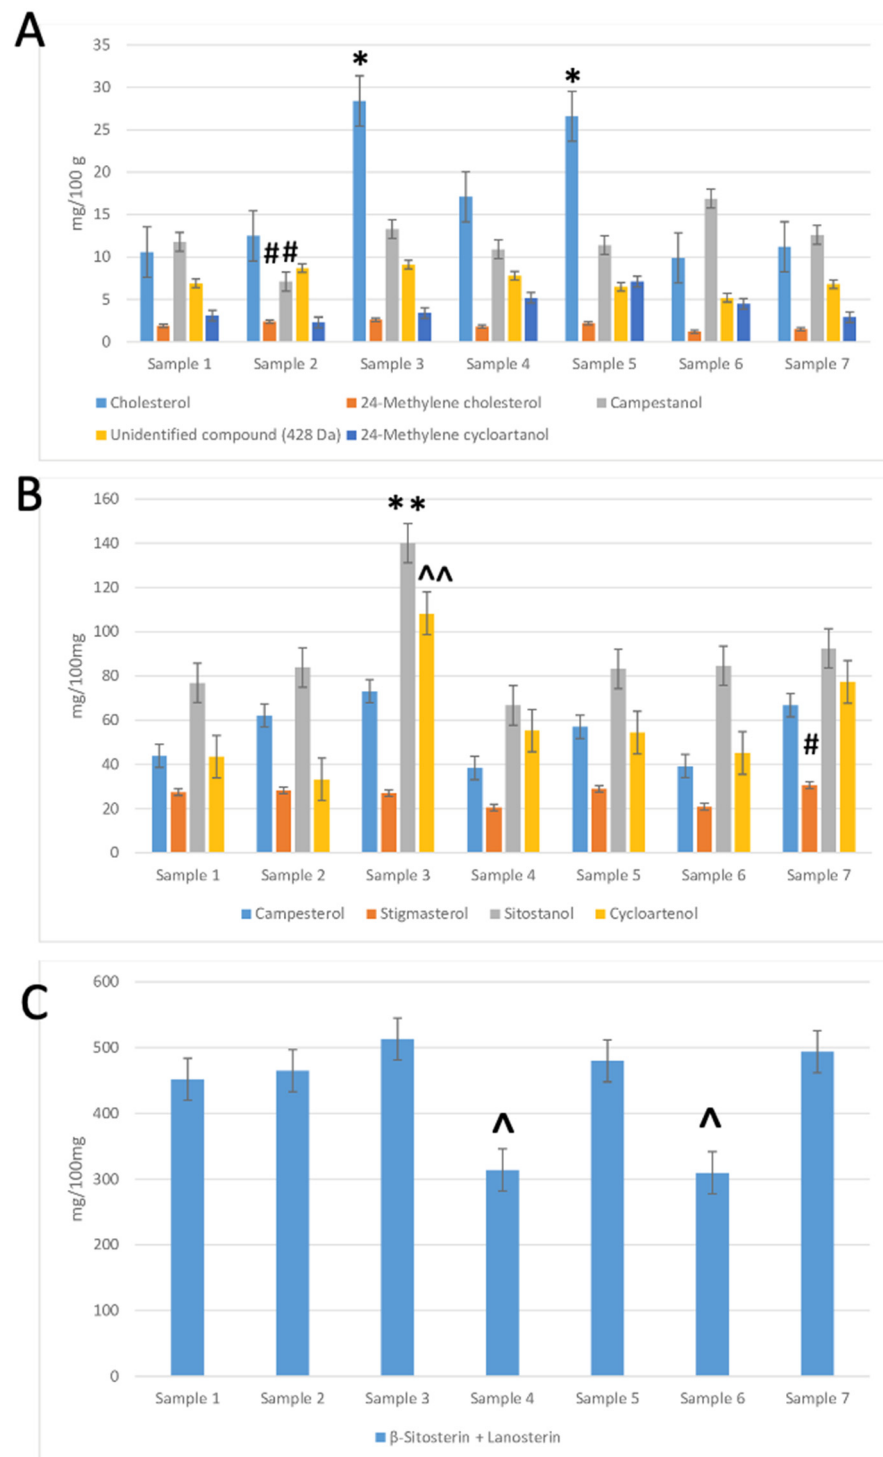 A
35
30
25
20
15
10
5
0
mg/100 g
*
*
##
Sample 1 Sample 2 Sample 3 Sample 4 Sample 5 Sample 6 Sample 7
Cholesterol 24-Methylene cholesterol Campestanol
Unidentified compound (428 Da) 24-Methylene cycloartanol
B
160
140
120
100
80
60
40
20
0
mg/100mg
**
^^
#
Sample 1 Sample 2 Sample 3 Sample 4 Sample 5 Sample 6 Sample 7
Campesterol Stigmasterol Sitostanol Cycloartenol
C
600
500
400
300
200
100
0
mg/100mg
^
^
Sample 1 Sample 2 Sample 3 Sample 4 Sample 5 Sample 6 Sample 7
β-Sitosterin + Lanosterin